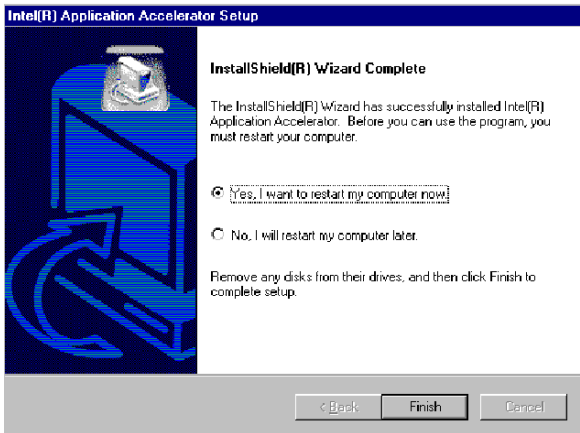 Intel(R) Application Accelerator Setup
InstallShield(R) Wizard Complete
The InstallShield(R) Wizard has successfully installed Intel(R)
Application Accelerator. Before you can use the program, you
must restart your computer.
Yes, I want to restart my computer now.
No, I will restart my computer later.
Remove any disks from their drives, and then click Finish to
complete setup.
< Back Finish Cancel